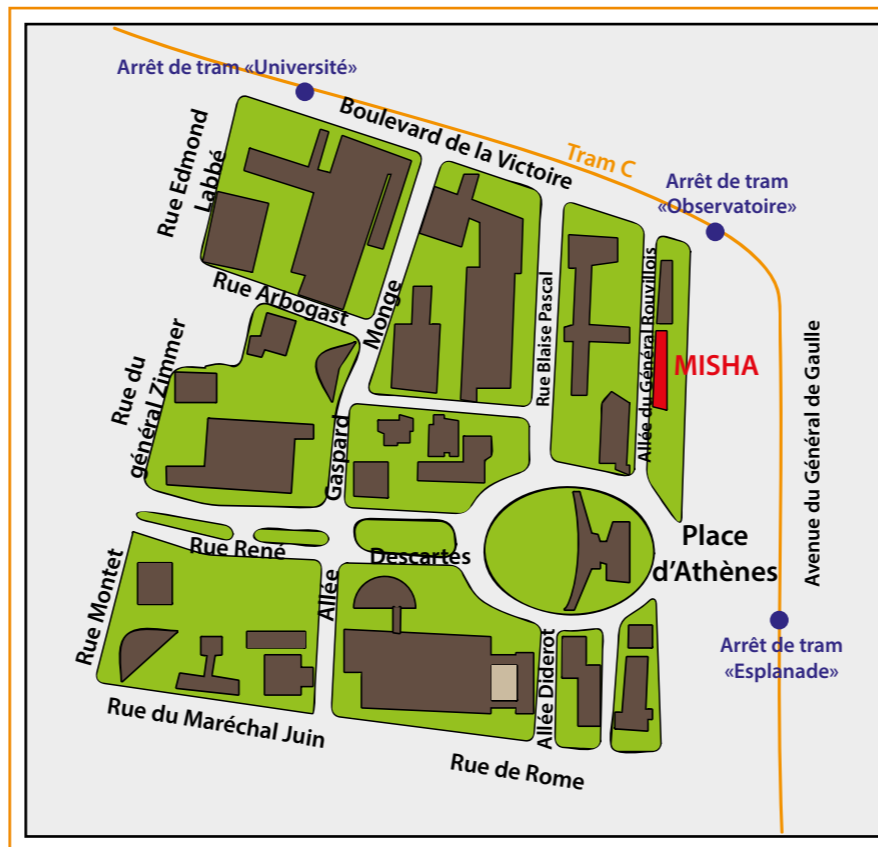 Arrêt de tram «Université»
Boulevard de la Victoire
Tram C
Arrêt de tram
«Observatoire»
Rue Edmond
Labbé
Rue Arbogast
Monge
Rue Blaise Pascal
Allée du Général Rouvillois
MISHA
Avenue du Général de Gaulle
Rue du
général Zimmer
Gaspard
Rue René
Descartes
Place
d’Athènes
Rue Montet
Allée
Arrêt de tram
«Esplanade»
Allée Diderot
Rue du Maréchal Juin
Rue de Rome